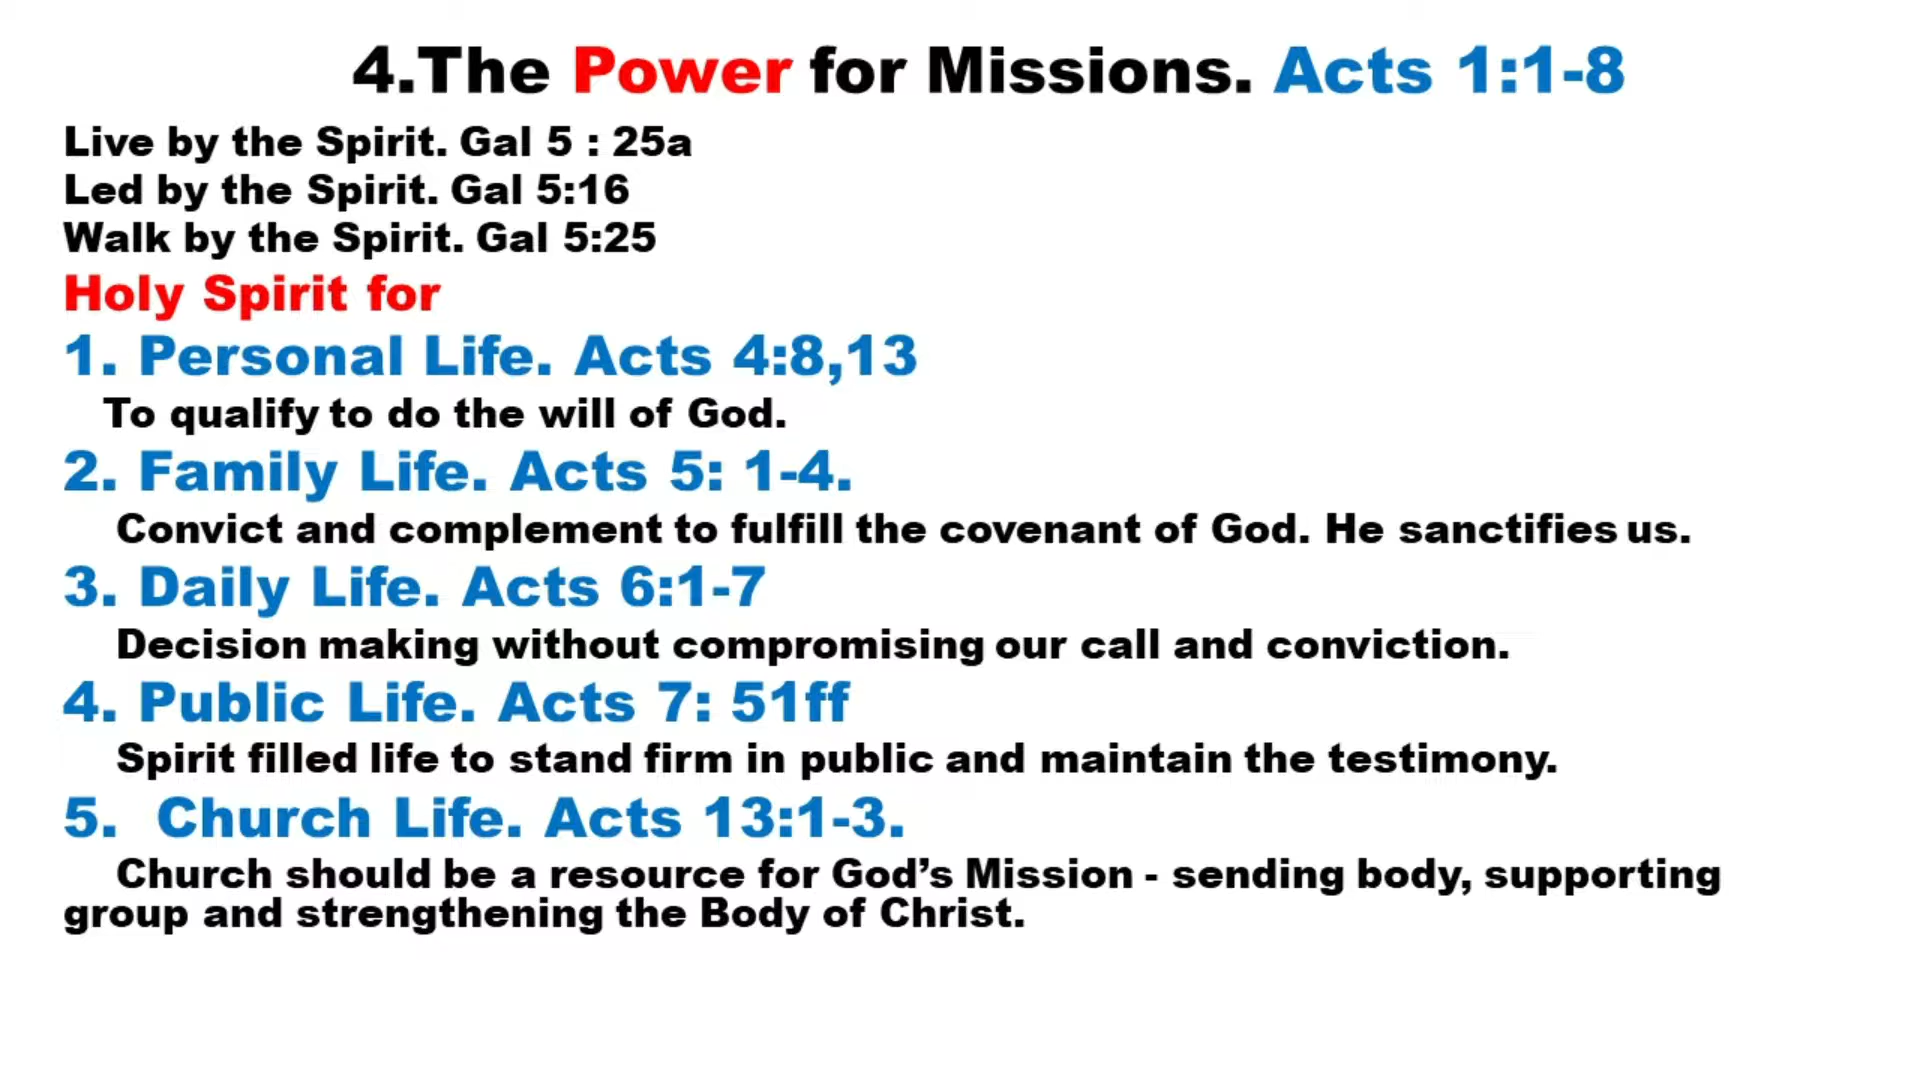 4.The Power for Missions. Acts 1:1-8
Live by the Spirit. Gal 5 : 25a
Led by the Spirit. Gal 5:16
Walk by the Spirit. Gal 5:25
Holy Spirit for
1. Personal Life. Acts 4:8,13
To qualify to do the will of God.
2. Family Life. Acts 5: 1-4.
Convict and complement to fulfill the covenant of God. He sanctifies us.
3. Daily Life. Acts 6:1-7
Decision making without compromising our call and conviction.
4. Public Life. Acts 7: 51ff
Spirit filled life to stand firm in public and maintain the testimony.
5. Church Life. Acts 13:1-3.
Church should be a resource for God’s Mission - sending body, supporting
group and strengthening the Body of Christ.